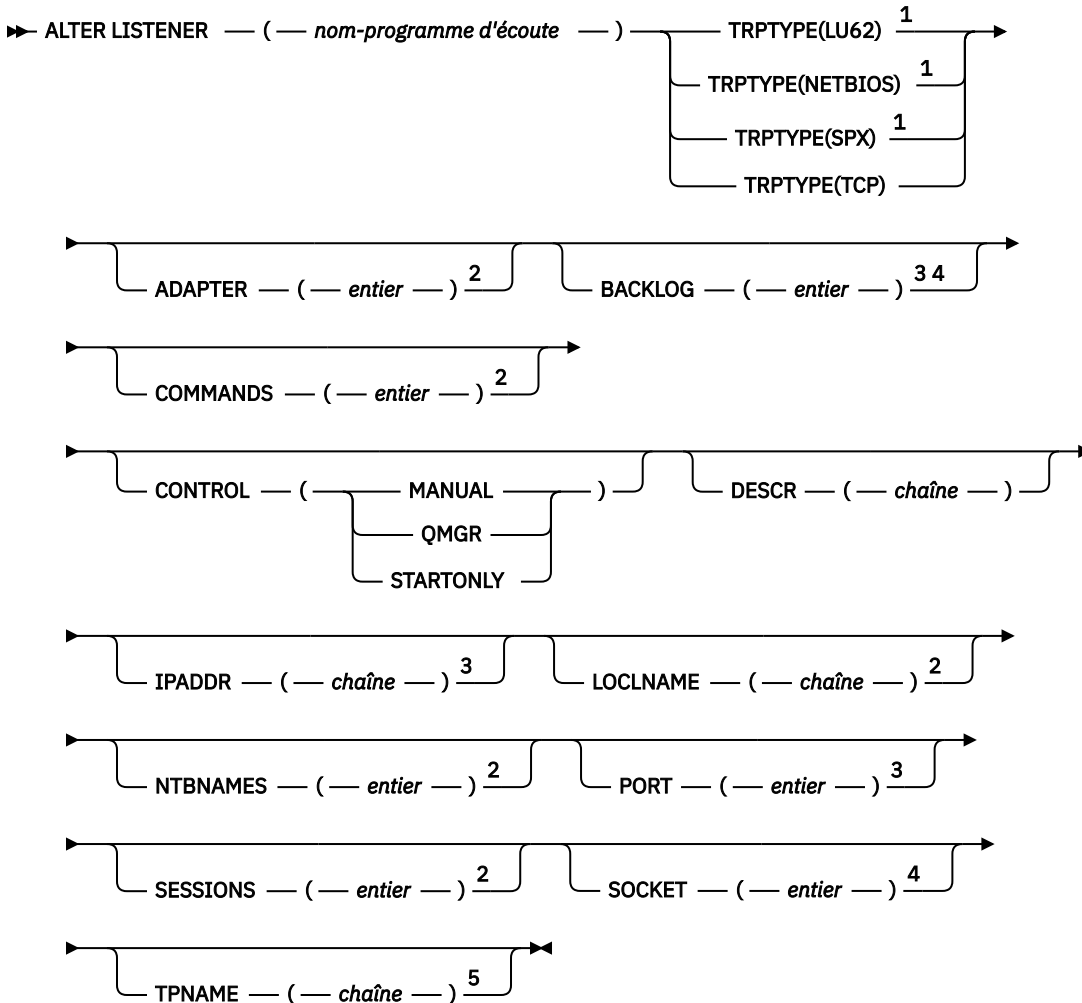 ALTER LISTENER ( nom-programme d'écoute ) TRPTYPE(LU62) 1
TRPTYPE(NETBIOS) 1
TRPTYPE(SPX) 1
TRPTYPE(TCP)
ADAPTER ( entier ) 2 BACKLOG ( entier ) 3 4
COMMANDS ( entier ) 2
CONTROL ( MANUAL ) DESCR ( chaîne )
QMGR
STARTONLY
IPADDR ( chaîne ) 3 LOCLNAME ( chaîne ) 2
NTBNAMES ( entier ) 2 PORT ( entier ) 3
SESSIONS ( entier ) 2 SOCKET ( entier ) 4
TPNAME ( chaîne ) 5